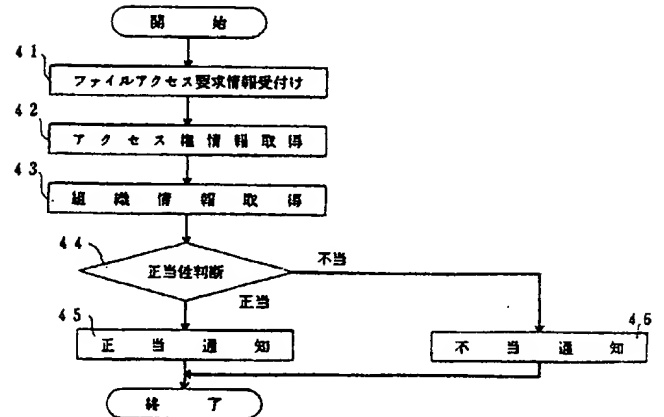 開始
41
ファイルアクセス要求情報受付け
42
アクセス権情報取得
43
組織情報取得
44
正当性判断
不当
正当
45
正当通知
46
不当通知
終了